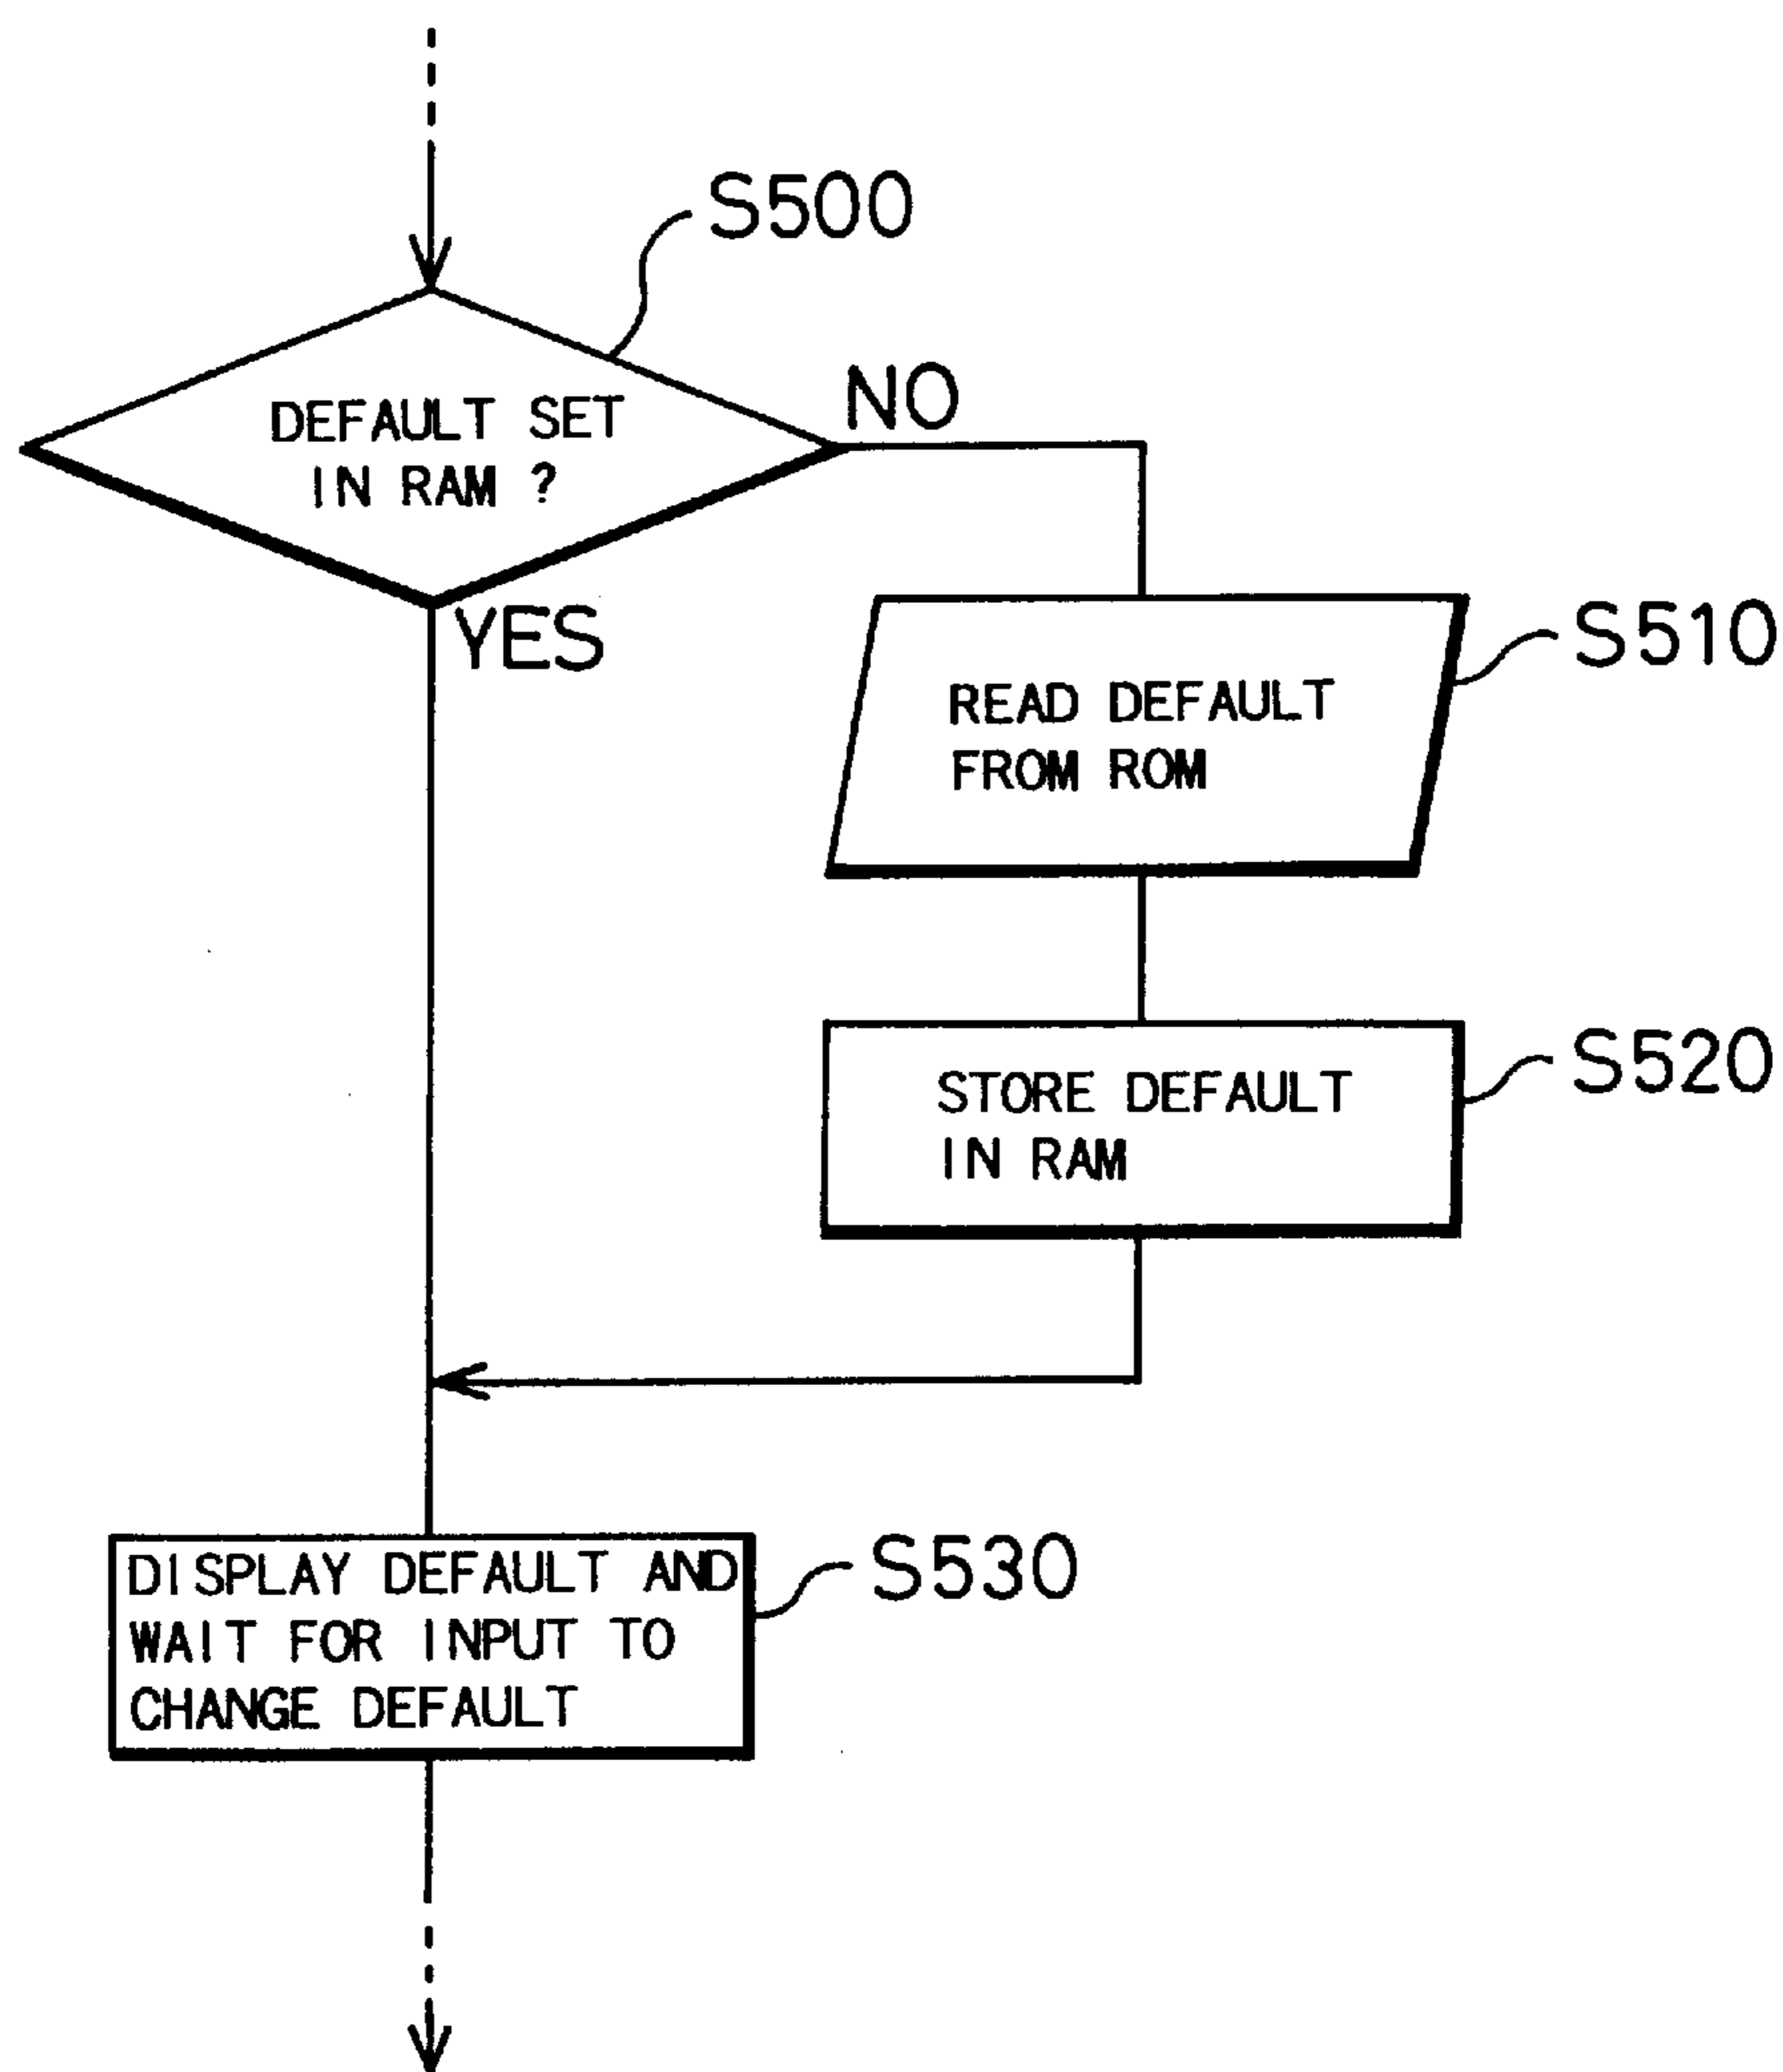 S500
DEFAULT SET
IN RAM ?
NO
YES
S510
READ DEFAULT
FROM ROM
S520
STORE DEFAULT
IN RAM
S530
DISPLAY DEFAULT AND
WAIT FOR INPUT TO
CHANGE DEFAULT